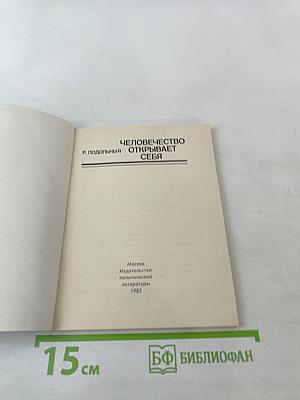 ЧЕЛОВЕЧЕСТВО
Р. ПОДОЛЬНЫЙ ОТКРЫВАЕТ
СЕБЯ
Москва
Издательство
политической
литературы
1982
15 см
БФ БИБЛИОФАН